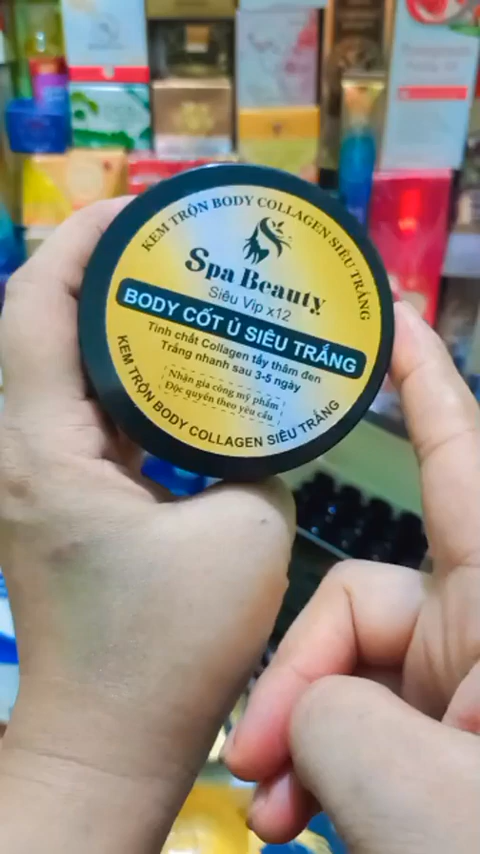 KEM TRỘN BODY COLLAGEN SIÊU TRẮNG
Spa Beauty
Siêu Vip x12
BODY CỐT Ủ SIÊU TRẮNG
Tinh chất Collagen tẩy thâm đen
Trắng nhanh sau 3-5 ngày
Nhận gia công mỹ phẩm
Độc quyền theo yêu cầu
KEM TRỘN BODY COLLAGEN SIÊU TRẮNG